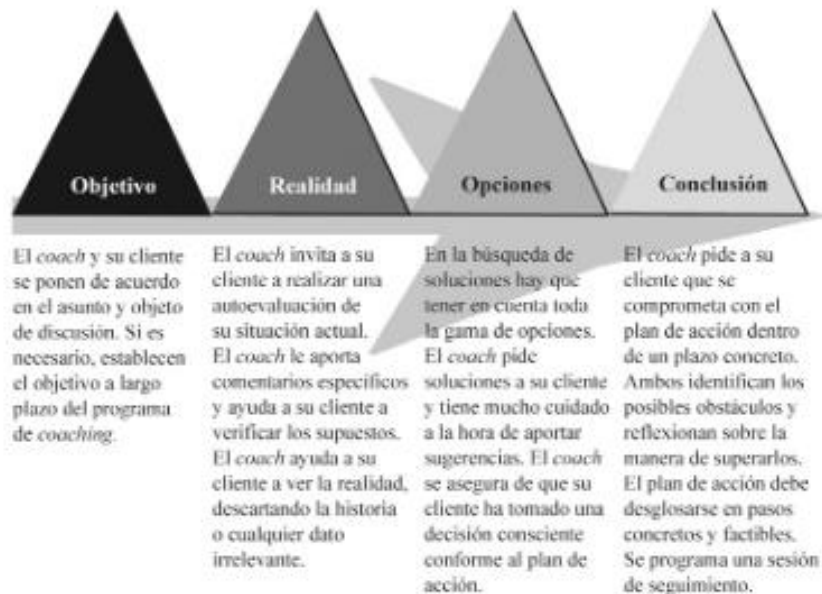 Objetivo
Realidad
Opciones
Conclusión
El coach y su cliente
se ponen de acuerdo
en el asunto y objeto
de discusión. Si es
necesario, establecen
el objetivo a largo
plazo del programa
de coaching.
El coach invita a su
cliente a realizar una
autoevaluación de
su situación actual.
El coach le aporta
comentarios específicos
y ayuda a su cliente a
verificar los supuestos.
El coach ayuda a su
cliente a ver la realidad,
descartando la historia
o cualquier dato
irrelevante.
En la búsqueda de
soluciones hay que
tener en cuenta toda
la gama de opciones.
El coach pide
soluciones a su cliente
y tiene mucho cuidado
a la hora de aportar
sugerencias. El coach
se asegura de que su
cliente ha tomado una
decisión consciente
conforme al plan de
acción.
El coach pide a su
cliente que se
comprometa con el
plan de acción dentro
de un plazo concreto.
Ambos identifican los
posibles obstáculos y
reflexionan sobre la
manera de superarlos.
El plan de acción debe
desglosarse en pasos
concretos y factibles.
Se programa una sesión
de seguimiento.